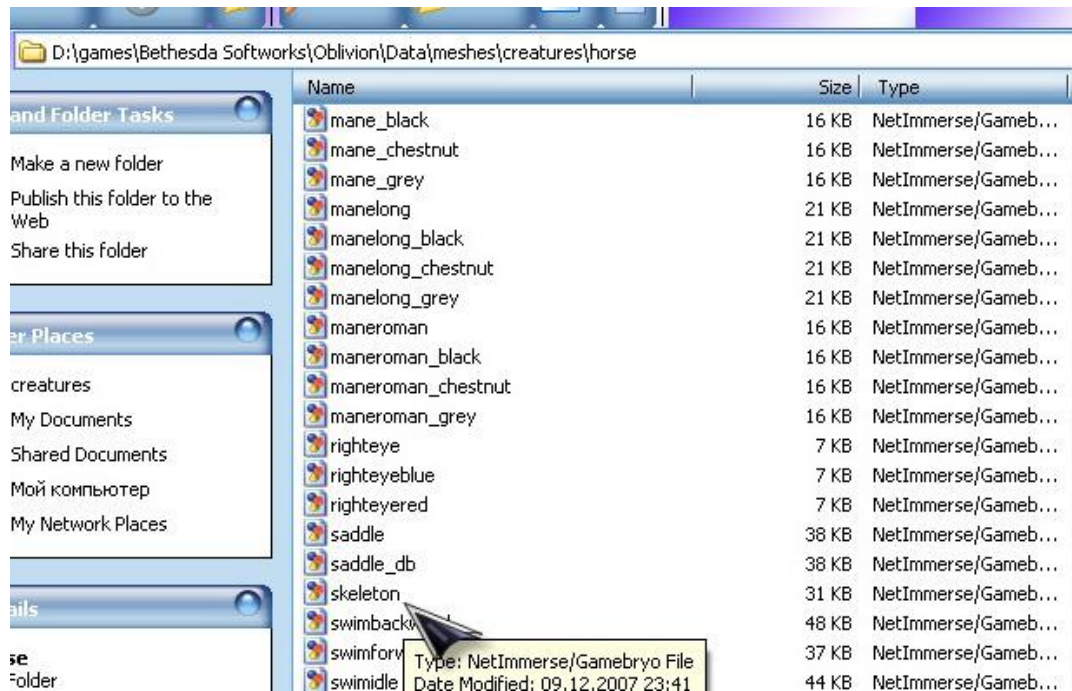 D:\games\Bethesda Softworks\Oblivion\Data\meshes\creatures\horse
Name Size Type
and Folder Tasks
Make a new folder
Publish this folder to the
Web
Share this folder
Places
creatures
My Documents
Shared Documents
Мой компьютер
My Network Places
Folder
mane_black 16 KB NetImmerse/Gameb...
mane_chestnut 16 KB NetImmerse/Gameb...
mane_grey 16 KB NetImmerse/Gameb...
manelong 21 KB NetImmerse/Gameb...
manelong_black 21 KB NetImmerse/Gameb...
manelong_chestnut 21 KB NetImmerse/Gameb...
manelong_grey 21 KB NetImmerse/Gameb...
maneroman 16 KB NetImmerse/Gameb...
maneroman_black 16 KB NetImmerse/Gameb...
maneroman_chestnut 16 KB NetImmerse/Gameb...
maneroman_grey 16 KB NetImmerse/Gameb...
righteye 7 KB NetImmerse/Gameb...
righteyeblue 7 KB NetImmerse/Gameb...
righteyered 7 KB NetImmerse/Gameb...
saddle 38 KB NetImmerse/Gameb...
saddle_db 38 KB NetImmerse/Gameb...
skeleton 31 KB NetImmerse/Gameb...
48 KB NetImmerse/Gameb...
37 KB NetImmerse/Gameb...
swimidle 44 KB NetImmerse/Gameb...
Type: NetImmerse/Gamebryo File
Date Modified: 09.12.2007 23:41